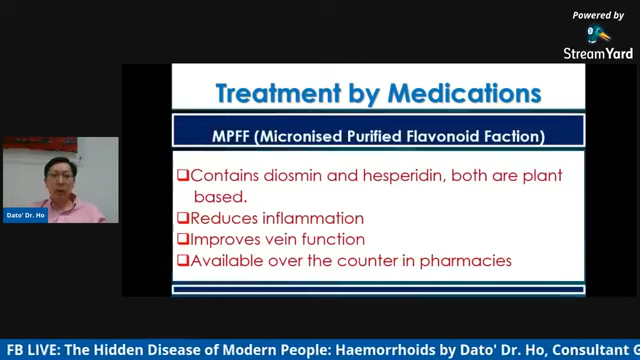 Powered by
StreamYard
Treatment by Medications
MPFF (Micronised Purified Flavonoid Faction)
Contains diosmin and hesperidin, both are plant
based.
Reduces inflammation
Improves vein function
Available over the counter in pharmacies
Dato' Dr. Ho
FB LIVE: The Hidden Disease of Modern People: Haemorrhoids by Dato' Dr. Ho, Consultant G